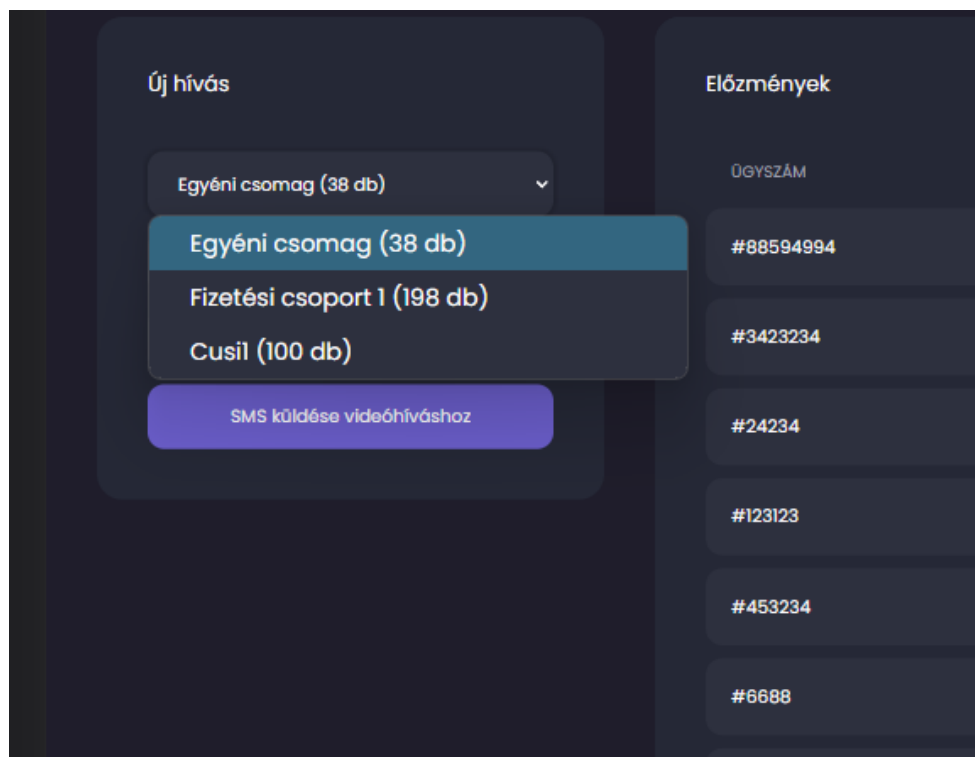 Új hívás
Egyéni csomag (38 db)
Egyéni csomag (38 db)
Fizetési csoport 1 (198 db)
Cusi1 (100 db)
SMS küldése videóhíváshoz
Előzmények
ÜGYSZÁM
#88594994
#3423234
#24234
#123123
#453234
#6688